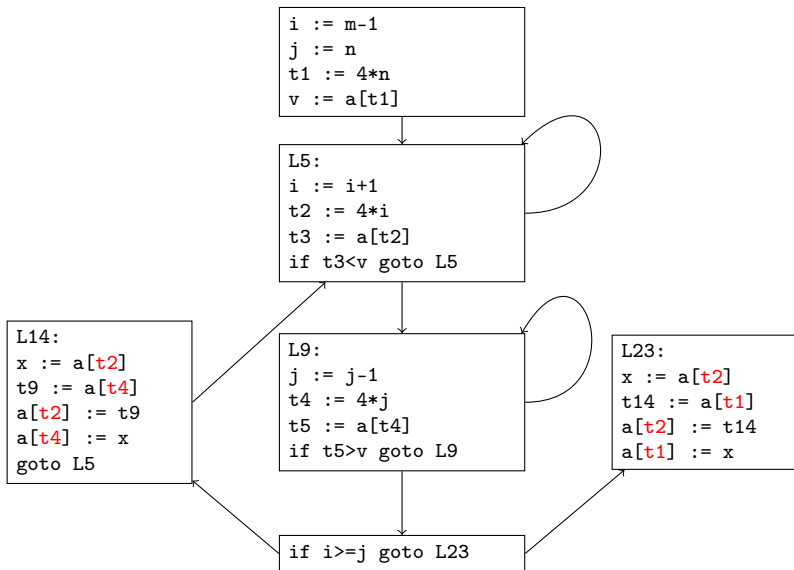 i := m-1
j := n
t1 := 4*n
v := a[t1]
L5:
i := i+1
t2 := 4*i
t3 := a[t2]
if t3<v goto L5
L14:
x := a[t2]
t9 := a[t4]
a[t2] := t9
a[t4] := x
goto L5
L9:
j := j-1
t4 := 4*j
t5 := a[t4]
if t5>v goto L9
L23:
x := a[t2]
t14 := a[t1]
a[t2] := t14
a[t1] := x
if i>=j goto L23